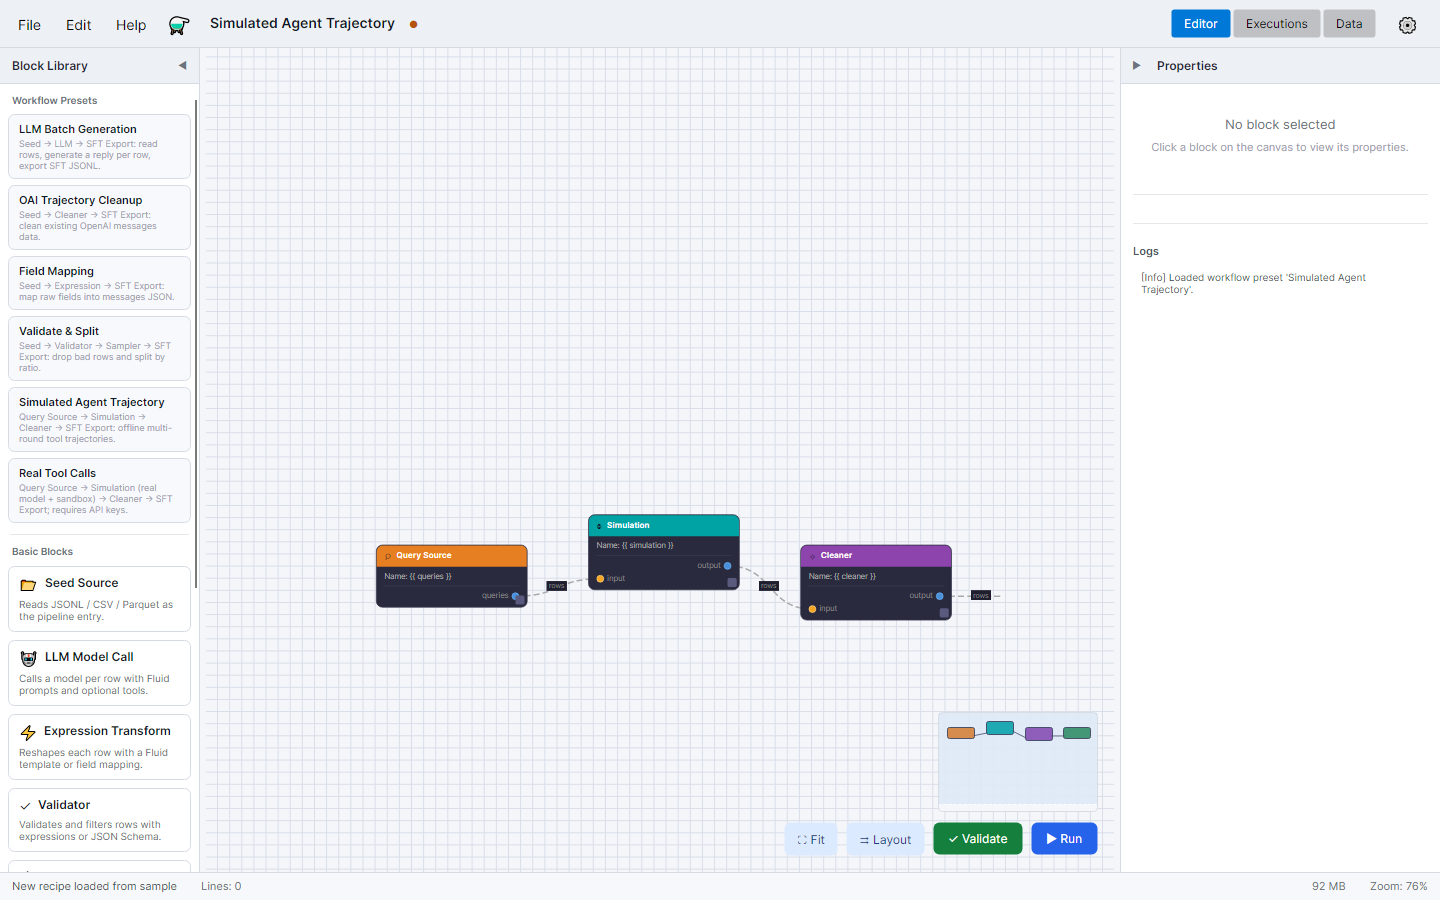 File Edit Help Simulated Agent Trajectory Editor Executions Data
Block Library
Workflow Presets
LLM Batch Generation
Seed → LLM → SFT Export: read
rows, generate a reply per row,
export SFT JSONL.
OAI Trajectory Cleanup
Seed → Cleaner → SFT Export:
clean existing OpenAI messages
data.
Field Mapping
Seed → Expression → SFT Export:
map raw fields into messages JSON.
Validate & Split
Seed → Validator → Sampler → SFT
Export: drop bad rows and split by
ratio.
Simulated Agent Trajectory
Query Source → Simulation →
Cleaner → SFT Export: offline multi-
round tool trajectories.
Real Tool Calls
Query Source → Simulation (real
model + sandbox) → Cleaner → SFT
Export; requires API keys.
Basic Blocks
Seed Source
Reads JSONL / CSV / Parquet as
the pipeline entry.
LLM Model Call
Calls a model per row with Fluid
prompts and optional tools.
Expression Transform
Reshapes each row with a Fluid
template or field mapping.
Validator
Validates and filters rows with
expressions or JSON Schema.
Query Source
Name: {{ queries }}
queries
rows
Simulation
Name: {{ simulation }}
output
input
rows
Cleaner
Name: {{ cleaner }}
output
input
rows
Fit Layout Validate Run
Properties
No block selected
Click a block on the canvas to view its properties.
Logs
[Info] Loaded workflow preset 'Simulated Agent
Trajectory'.
New recipe loaded from sample Lines: 0 92 MB Zoom: 76%